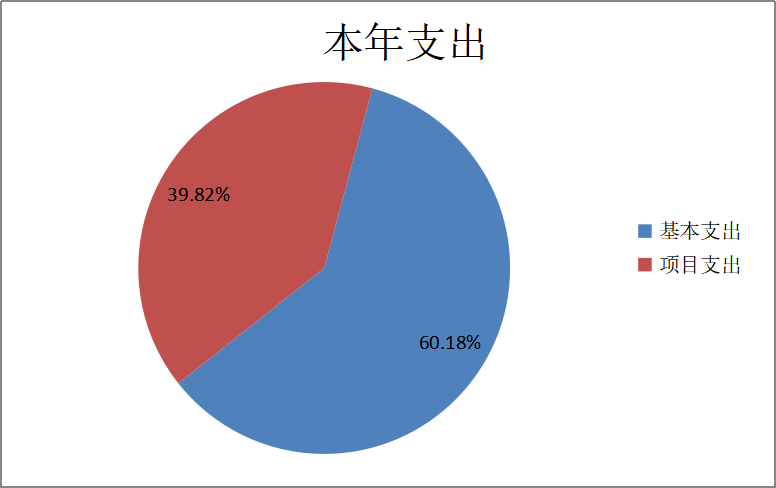 本年支出
39.82%
60.18%
基本支出
项目支出